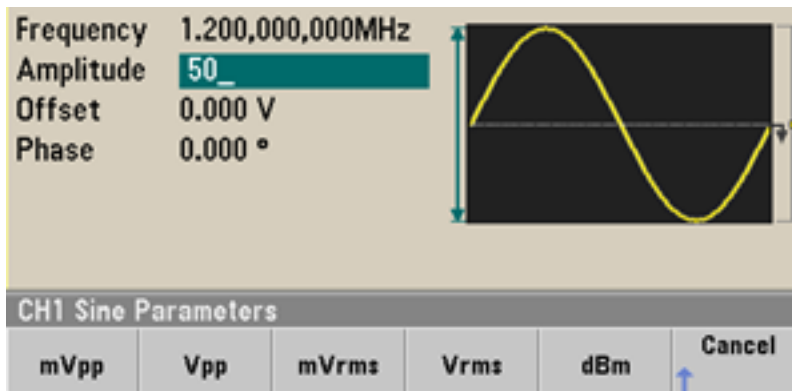 Frequency 1.200,000,000MHz
Amplitude 50_
Offset 0.000 V
Phase 0.000 °
CH1 Sine Parameters
mVpp Vpp mVrms Vrms dBm Cancel